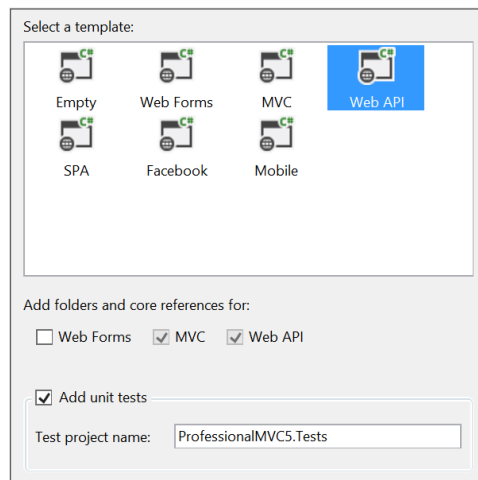 Select a template:
C# C# C# C#
Empty Web Forms MVC Web API
C# C# C#
SPA Facebook Mobile
Add folders and core references for:
Web Forms MVC Web API
Add unit tests
Test project name: ProfessionalMVC5.Tests